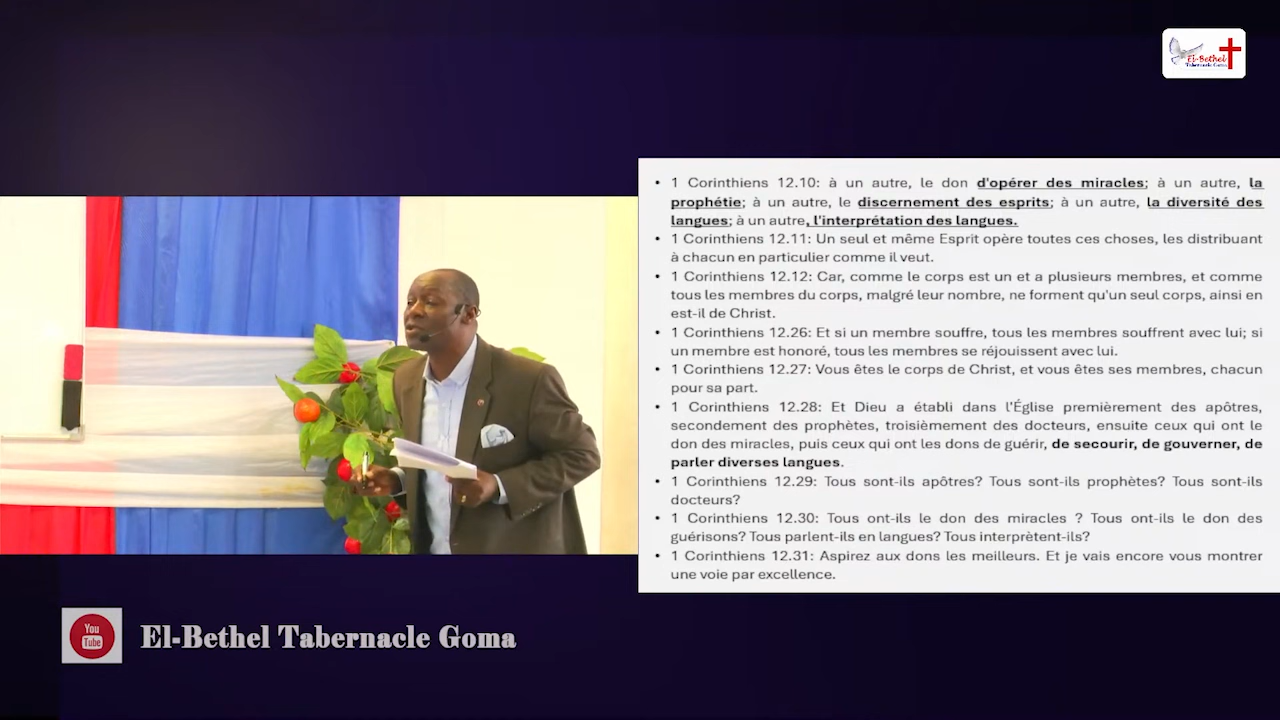 El-Bethel
Tabernacle Goma
• 1 Corinthiens 12.10: à un autre, le don d'opérer des miracles; à un autre, la
prophétie; à un autre, le discernement des esprits; à un autre, la diversité des
langues; à un autre, l'interprétation des langues.
• 1 Corinthiens 12.11: Un seul et même Esprit opère toutes ces choses, les distribuant
à chacun en particulier comme il veut.
• 1 Corinthiens 12.12: Car, comme le corps est un et a plusieurs membres, et comme
tous les membres du corps, malgré leur nombre, ne forment qu'un seul corps, ainsi en
est-il de Christ.
• 1 Corinthiens 12.26: Et si un membre souffre, tous les membres souffrent avec lui; si
un membre est honoré, tous les membres se réjouissent avec lui.
• 1 Corinthiens 12.27: Vous êtes le corps de Christ, et vous êtes ses membres, chacun
pour sa part.
• 1 Corinthiens 12.28: Et Dieu a établi dans l'Église premièrement des apôtres,
secondement des prophètes, troisièmement des docteurs, ensuite ceux qui ont le
don des miracles, puis ceux qui ont les dons de guérir, de secourir, de gouverner, de
parler diverses langues.
• 1 Corinthiens 12.29: Tous sont-ils apôtres? Tous sont-ils prophètes? Tous sont-ils
docteurs?
• 1 Corinthiens 12.30: Tous ont-ils le don des miracles ? Tous ont-ils le don des
guérisons? Tous parlent-ils en langues? Tous interprètent-ils?
• 1 Corinthiens 12.31: Aspirez aux dons les meilleurs. Et je vais encore vous montrer
une voie par excellence.
You
Tube
El-Bethel Tabernacle Goma